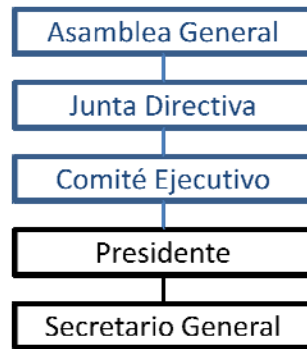 Asamblea General
Junta Directiva
Comité Ejecutivo
Presidente
Secretario General